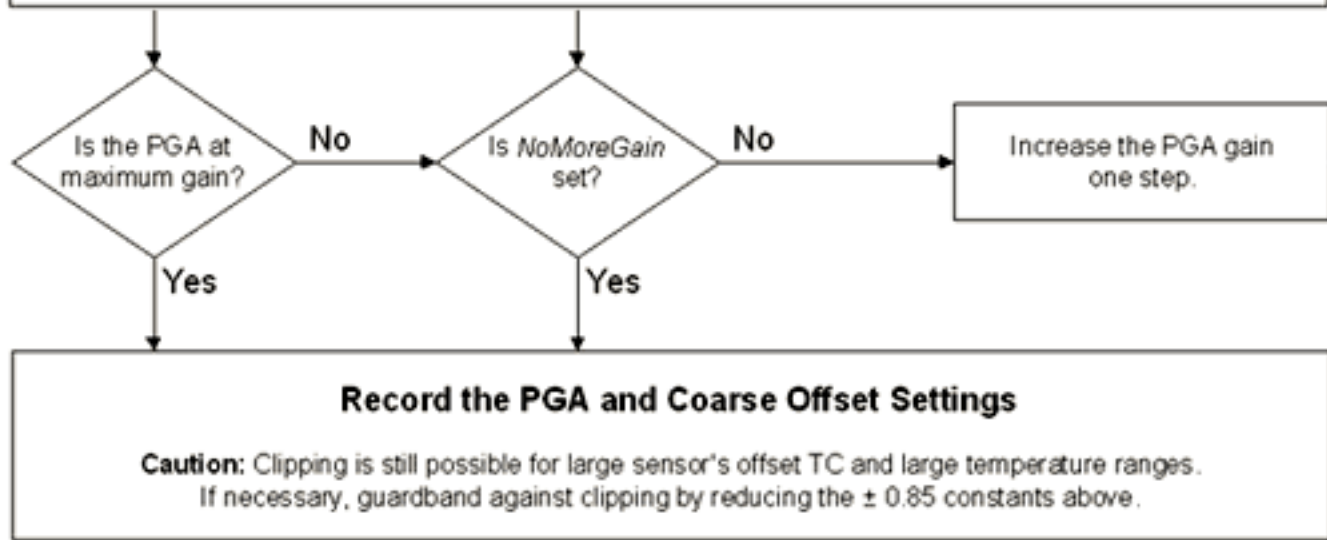 Is the PGA at
maximum gain?
No
Is NoMoreGain
set?
No
Increase the PGA gain
one step.
Yes
Yes
Record the PGA and Coarse Offset Settings
Caution: Clipping is still possible for large sensor's offset TC and large temperature ranges.
If necessary, guardband against clipping by reducing the ± 0.85 constants above.